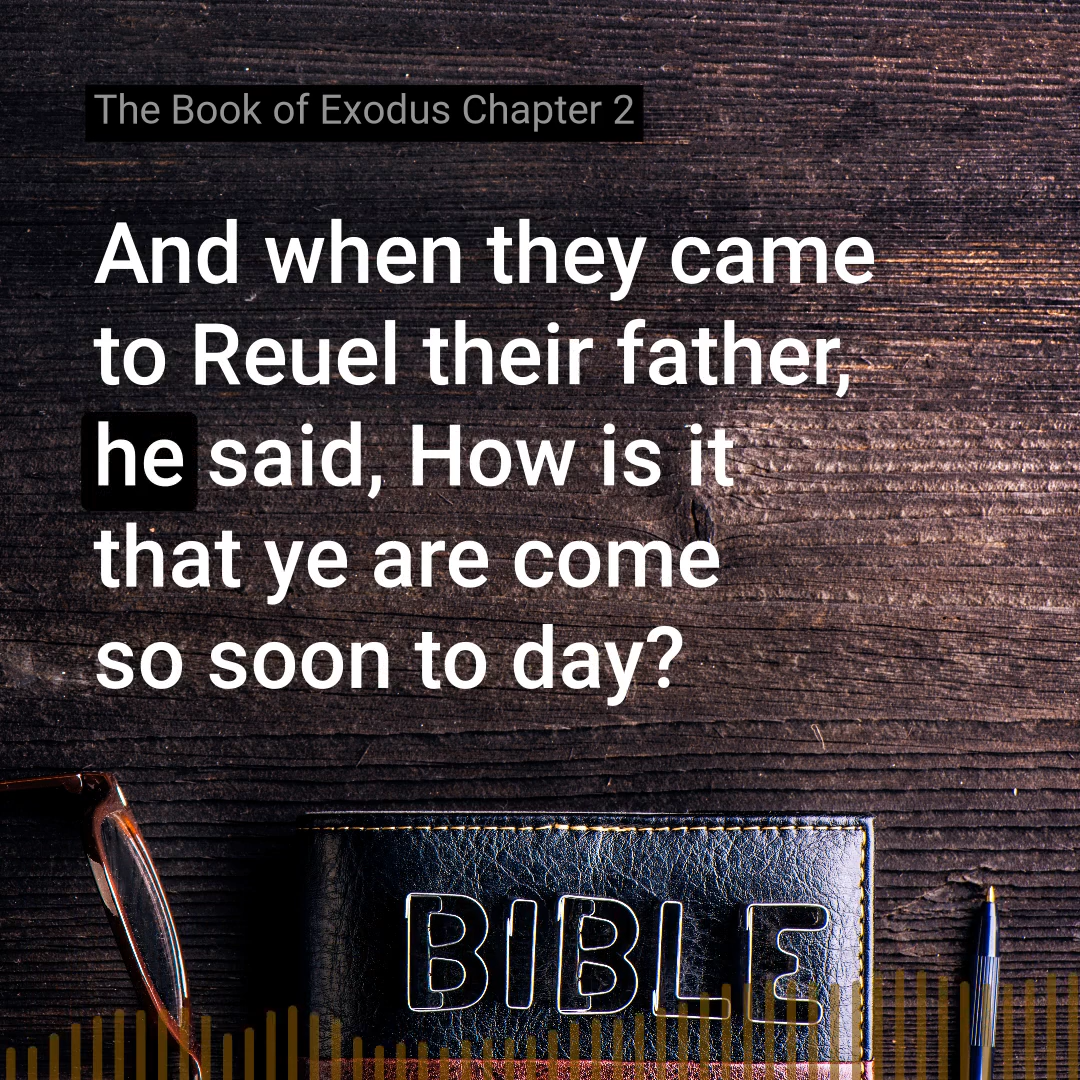 The Book of Exodus Chapter 2
And when they came
to Reuel their father,
he said, How is it
that ye are come
so soon to day?
BIBLE